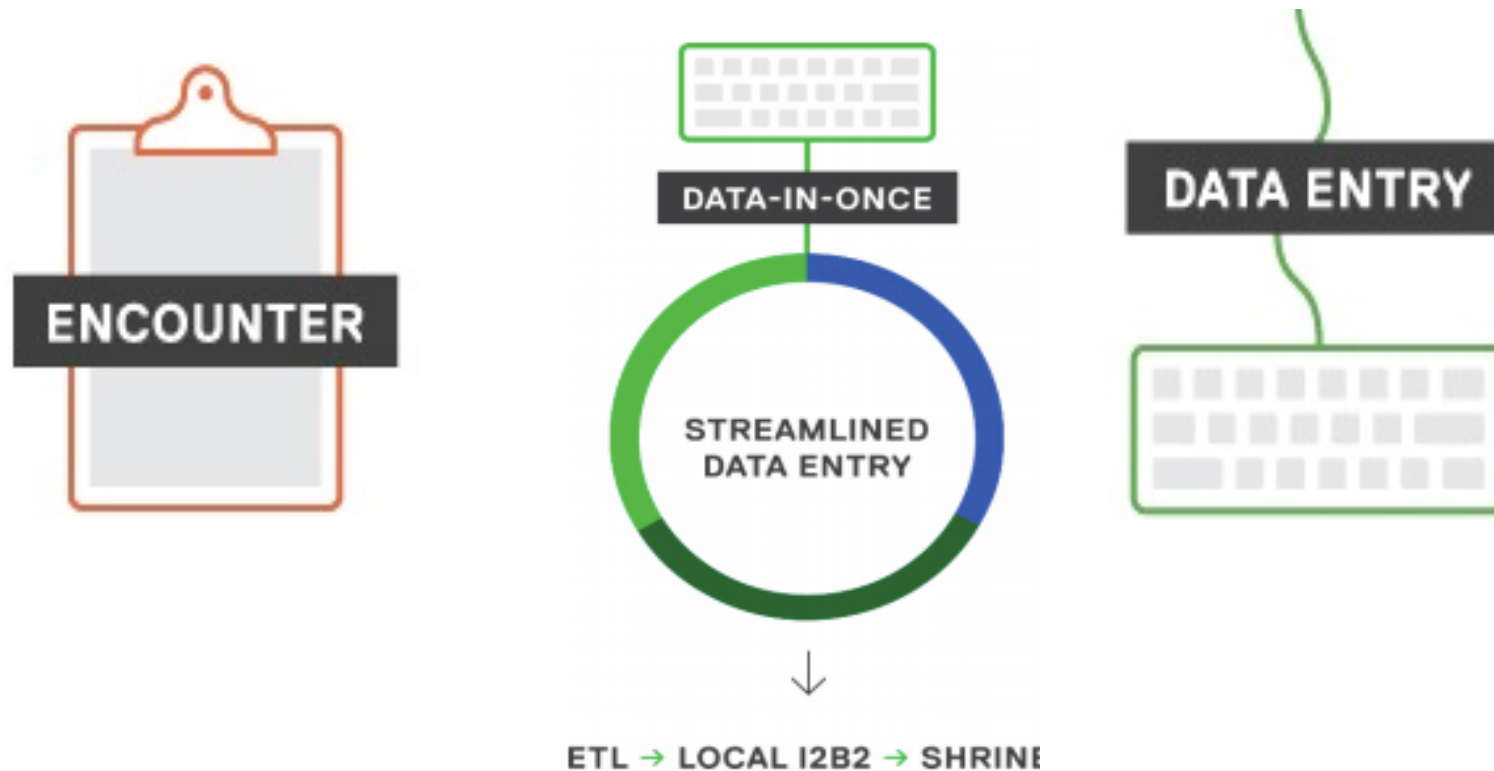 ENCOUNTER
DATA-IN-ONCE
STREAMLINED
DATA ENTRY
ETL → LOCAL I2B2 → SHRINE
DATA ENTRY